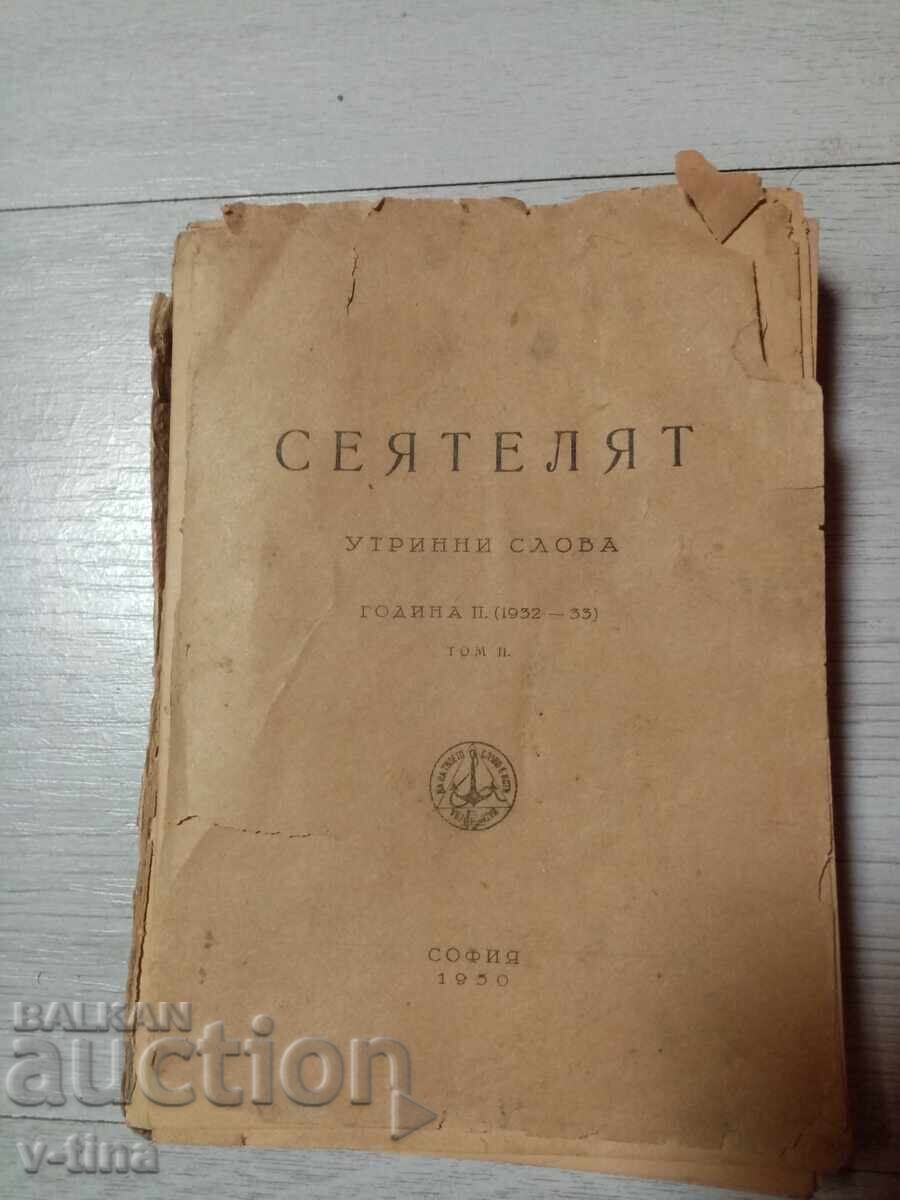 СЕЯТЕЛЯТ
УТРИННИ СЛОВА
ГОДИНА II. (1932 — 33)
ТОМ II.
СОФИЯ
1950
BALKAN
auction
v-tina